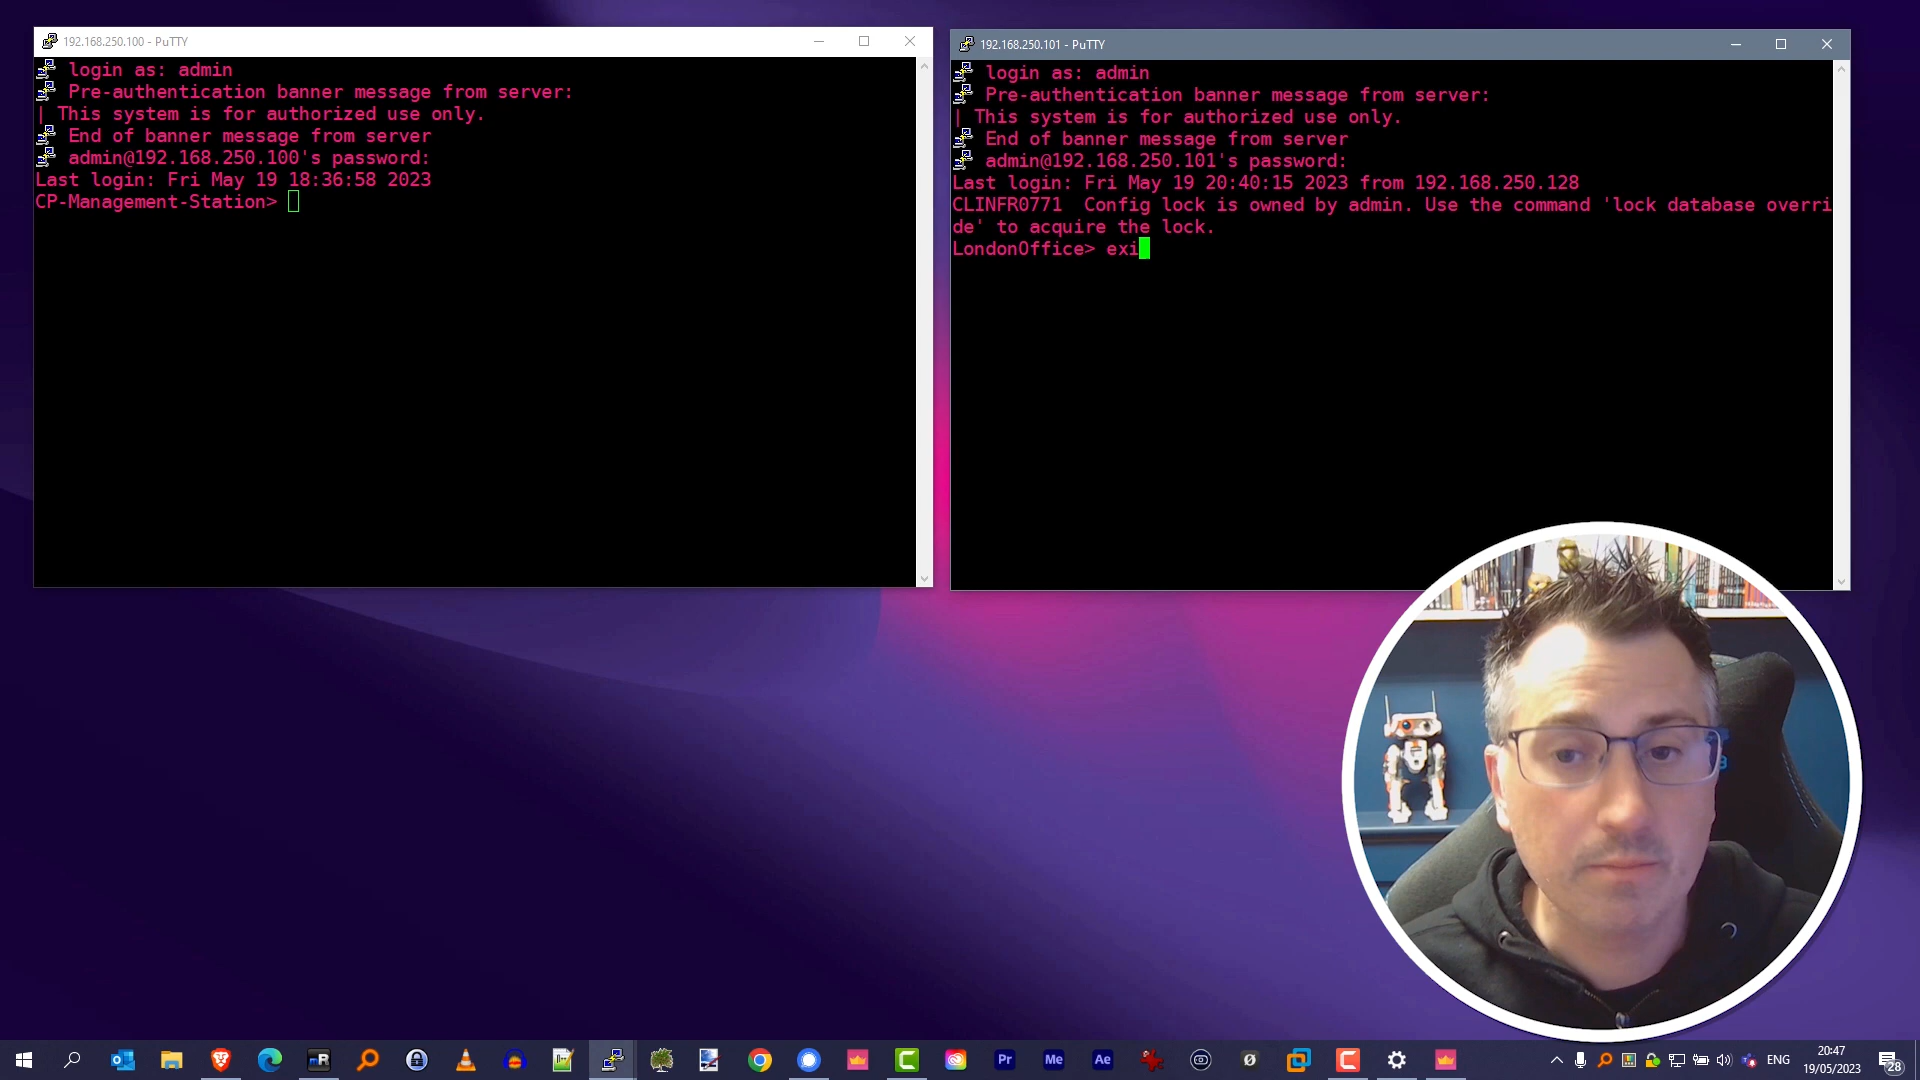 192.168.250.100 - PuTTY
login as: admin
Pre-authentication banner message from server:
| This system is for authorized use only.
End of banner message from server
admin@192.168.250.100's password:
Last login: Fri May 19 18:36:58 2023
CP-Management-Station>
192.168.250.101 - PuTTY
login as: admin
Pre-authentication banner message from server:
| This system is for authorized use only.
End of banner message from server
admin@192.168.250.101's password:
Last login: Fri May 19 20:40:15 2023 from 192.168.250.128
CLINFR0771  Config lock is owned by admin. Use the command 'lock database overri
de' to acquire the lock.
LondonOffice> exi
R
Pr
Me
Ae
ENG
20:47
19/05/2023
28